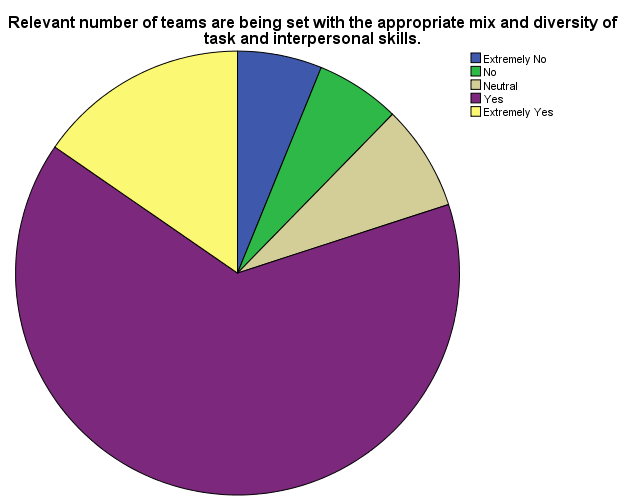 Relevant number of teams are being set with the appropriate mix and diversity of
task and interpersonal skills.
Extremely No
No
Neutral
Yes
Extremely Yes